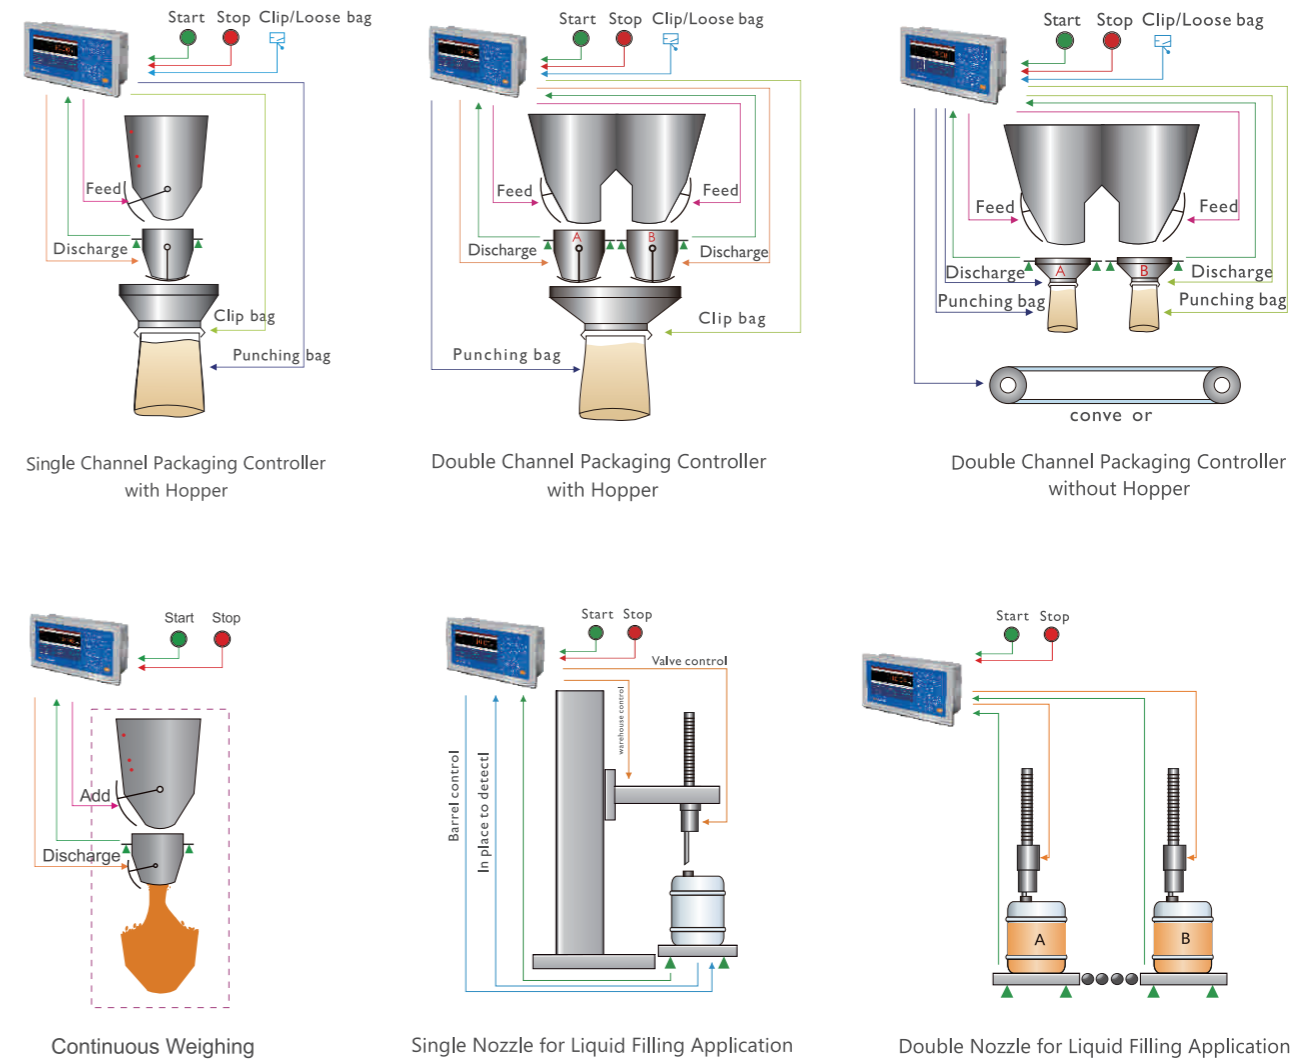 Start Stop Clip/Loose bag
Feed
Discharge
Clip bag
Punching bag
Single Channel Packaging Controller
with Hopper
Start Stop Clip/Loose bag
Feed Feed
A B
Discharge Discharge
Clip bag
Punching bag
Double Channel Packaging Controller
with Hopper
Start Stop Clip/Loose bag
Feed Feed
A B
Discharge Discharge
Punching bag Punching bag
conve or
Double Channel Packaging Controller
without Hopper
Start Stop
Add
Discharge
Continuous Weighing
Start Stop
Valve control
warehouse control
Barrel control
In place to detectl
Single Nozzle for Liquid Filling Application
Start Stop
A B
Double Nozzle for Liquid Filling Application